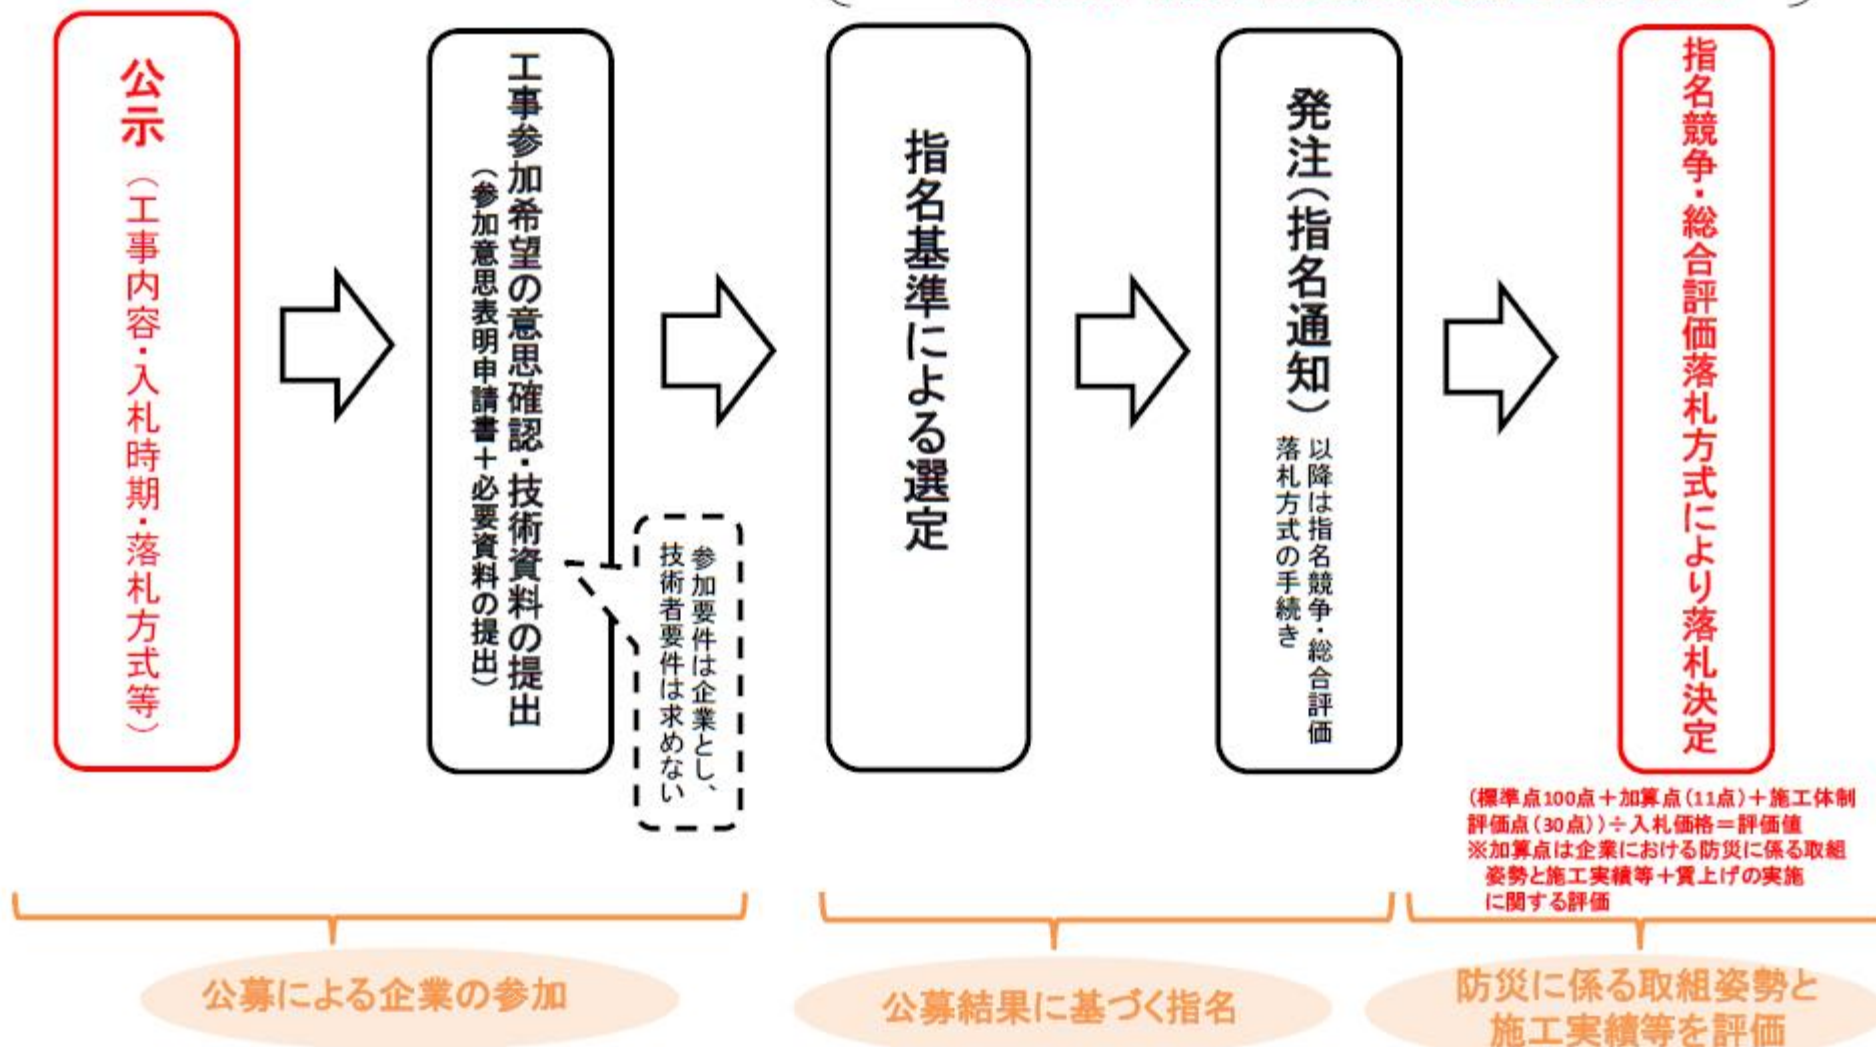 公示（工事内容・入札時期・落札方式等）
工事参加希望の意思確認・技術資料の提出
（参加意思表明申請書＋必要資料の提出）
参加要件は企業とし、
技術者要件は求めない
指名基準による選定
発注（指名通知）
以降は指名競争・総合評価
落札方式の手続き
指名競争・総合評価落札方式により落札決定
（標準点100点＋加算点（11点）＋施工体制
評価点（30点））÷入札価格＝評価値
※加算点は企業における防災に係る取組
姿勢と施工実績等＋賃上げの実施
に関する評価
公募による企業の参加
公募結果に基づく指名
防災に係る取組姿勢と
施工実績等を評価